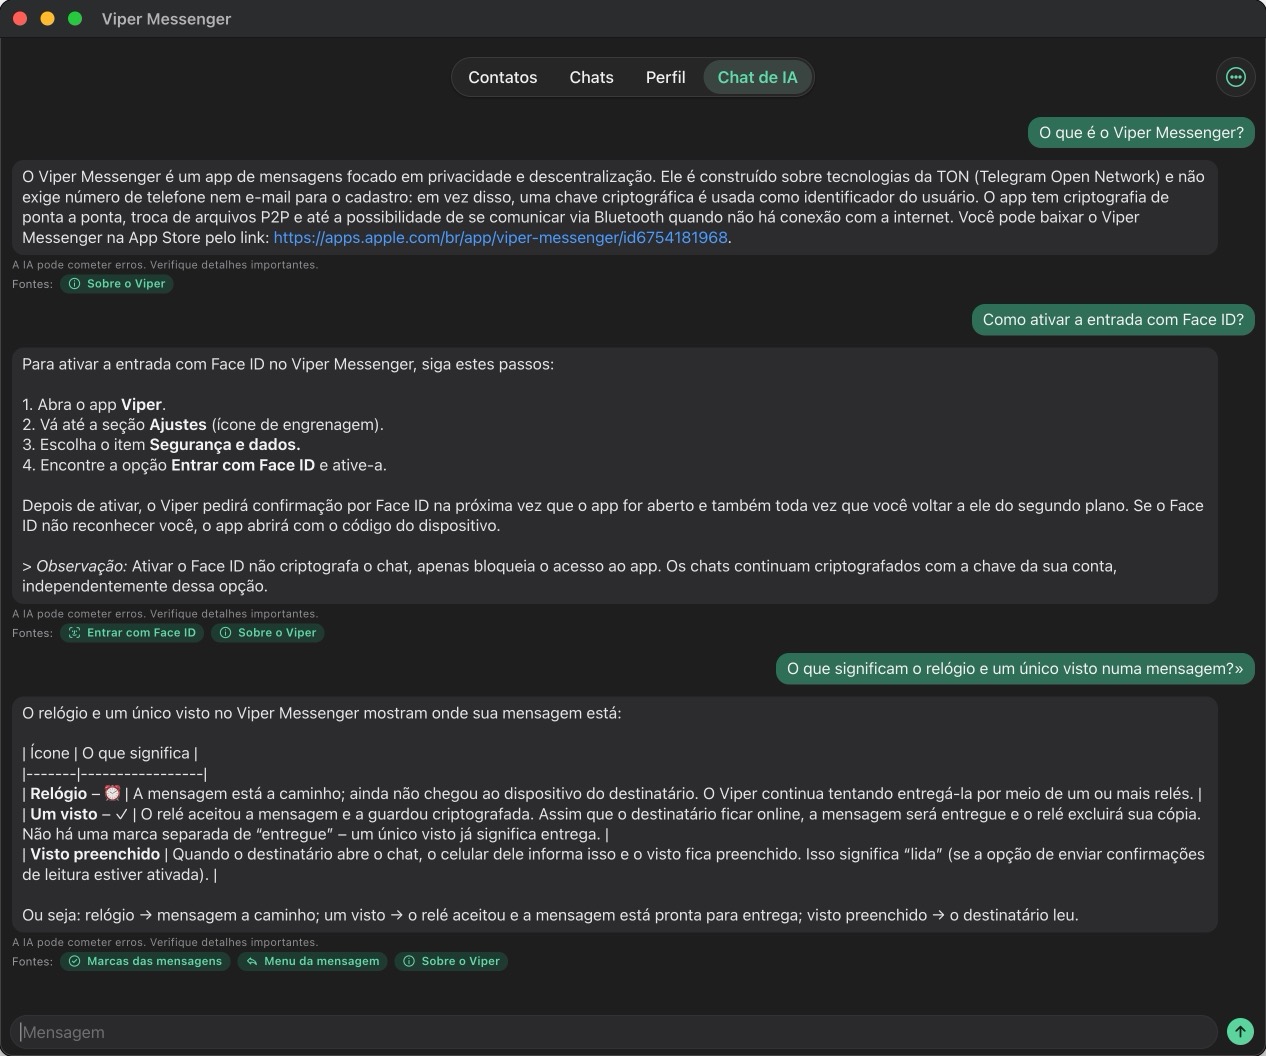 Viper Messenger
Contatos Chats Perfil Chat de IA
O que é o Viper Messenger?
O Viper Messenger é um app de mensagens focado em privacidade e descentralização. Ele é construído sobre tecnologias da TON (Telegram Open Network) e não
exige número de telefone nem e-mail para o cadastro: em vez disso, uma chave criptográfica é usada como identificador do usuário. O app tem criptografia de
ponta a ponta, troca de arquivos P2P e até a possibilidade de se comunicar via Bluetooth quando não há conexão com a internet. Você pode baixar o Viper
Messenger na App Store pelo link: https://apps.apple.com/br/app/viper-messenger/id6754181968.
A IA pode cometer erros. Verifique detalhes importantes.
Fontes: Sobre o Viper
Como ativar a entrada com Face ID?
Para ativar a entrada com Face ID no Viper Messenger, siga estes passos:
1. Abra o app Viper.
2. Vá até a seção Ajustes (ícone de engrenagem).
3. Escolha o item Segurança e dados.
4. Encontre a opção Entrar com Face ID e ative-a.
Depois de ativar, o Viper pedirá confirmação por Face ID na próxima vez que o app for aberto e também toda vez que você voltar a ele do segundo plano. Se o Face
ID não reconhecer você, o app abrirá com o código do dispositivo.
> Observação: Ativar o Face ID não criptografa o chat, apenas bloqueia o acesso ao app. Os chats continuam criptografados com a chave da sua conta,
independentemente dessa opção.
A IA pode cometer erros. Verifique detalhes importantes.
Fontes: Entrar com Face ID Sobre o Viper
O que significam o relógio e um único visto numa mensagem?»
O relógio e um único visto no Viper Messenger mostram onde sua mensagem está:
| Ícone | O que significa |
|-------|-----------------|
| Relógio – ⏰ | A mensagem está a caminho; ainda não chegou ao dispositivo do destinatário. O Viper continua tentando entregá-la por meio de um ou mais relés. |
| Um visto – ✓ | O relé aceitou a mensagem e a guardou criptografada. Assim que o destinatário ficar online, a mensagem será entregue e o relé excluirá sua cópia.
Não há uma marca separada de “entregue” – um único visto já significa entrega. |
| Visto preenchido | Quando o destinatário abre o chat, o celular dele informa isso e o visto fica preenchido. Isso significa “lida” (se a opção de enviar confirmações
de leitura estiver ativada). |
Ou seja: relógio → mensagem a caminho; um visto → o relé aceitou e a mensagem está pronta para entrega; visto preenchido → o destinatário leu.
A IA pode cometer erros. Verifique detalhes importantes.
Fontes: Marcas das mensagens Menu da mensagem Sobre o Viper
Mensagem